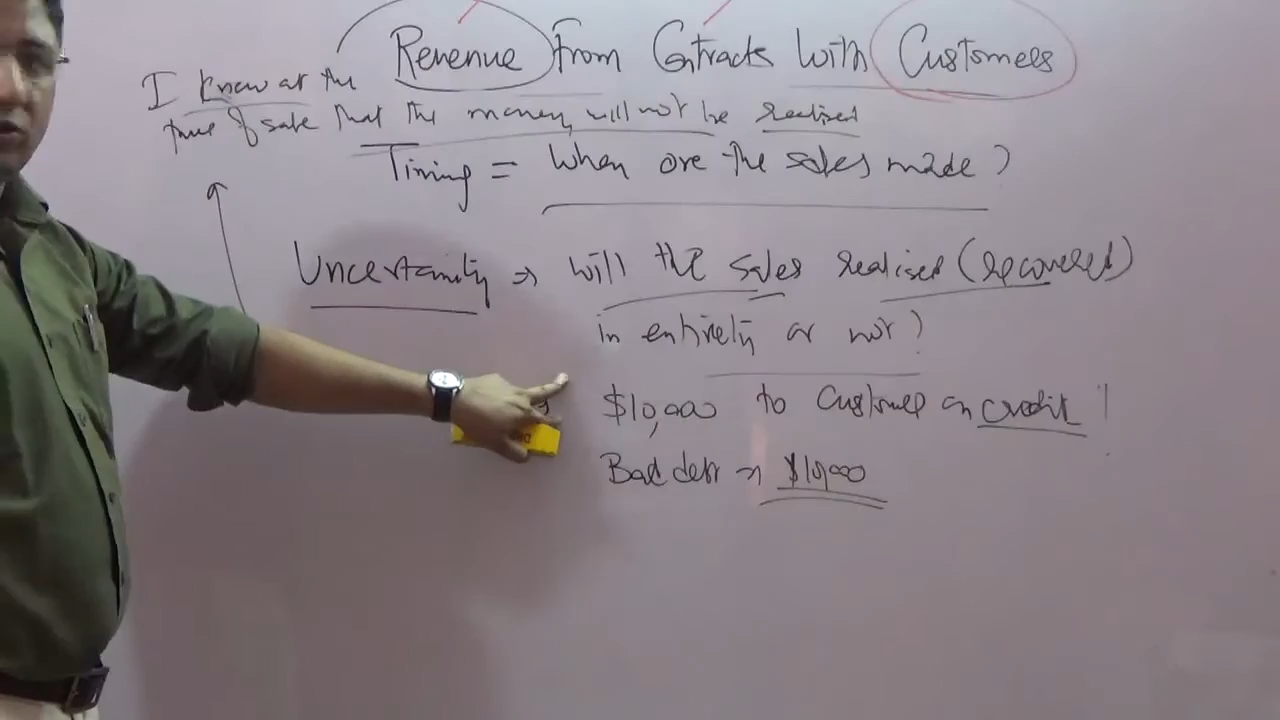 Revenue From Contracts With Customers
I know at the
time of sale that the money will not be realised
Timing = When are the sales made?
Uncertainity ⇒ Will the sales realised (recovered)
in entirety or not?
$10,000 to Customer on credit
Bad debt → $10,000